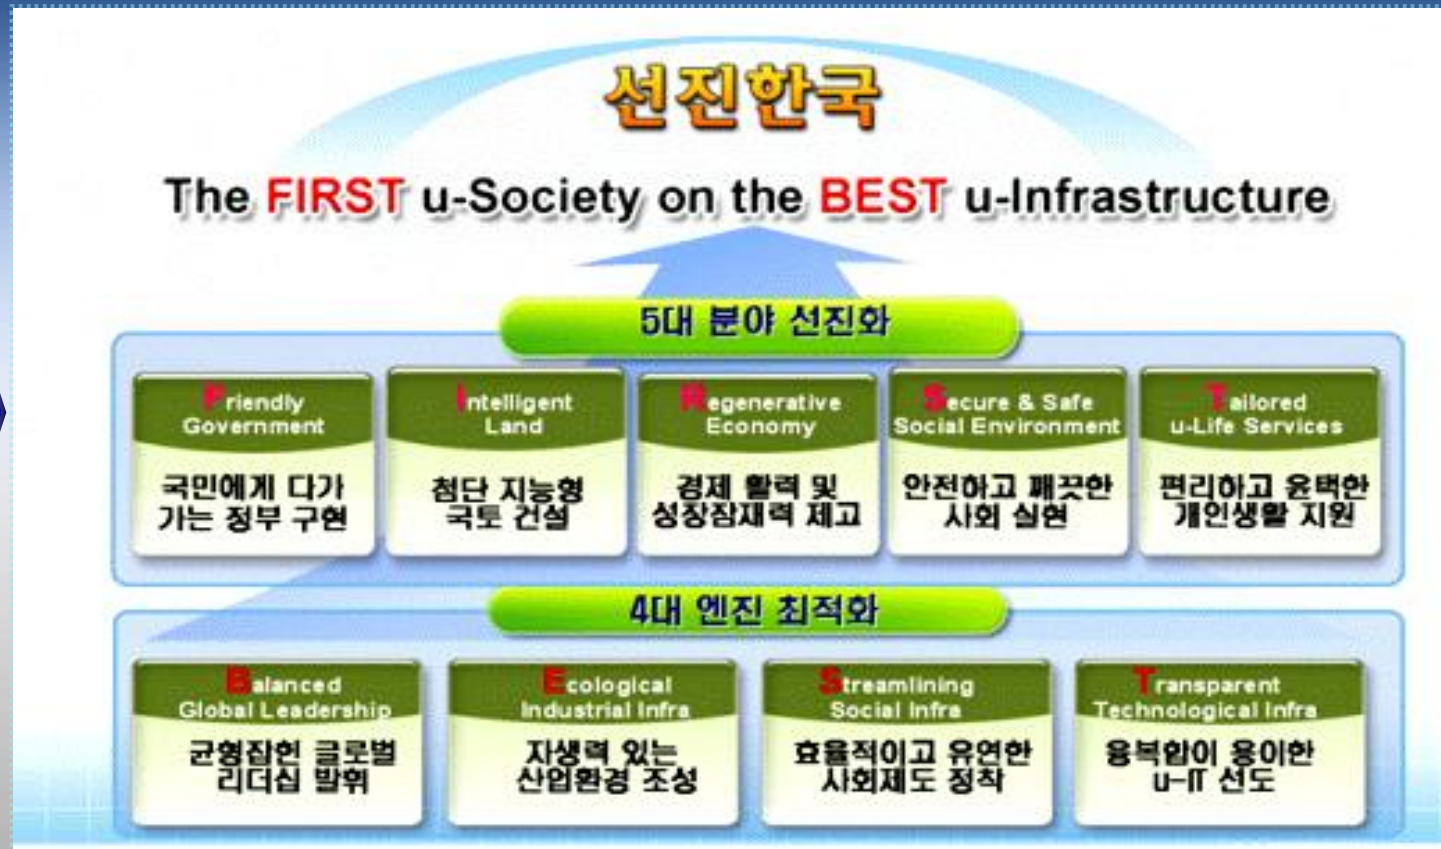 선진한국
The FIRST u-Society on the BEST u-Infrastructure
5대 분야 선진화
Friendly
Government
국민에게 다가
가는 정부 구현
Intelligent
Land
첨단 지능형
국토 건설
Regenerative
Economy
경제 활력 및
성장잠재력 제고
Secure & Safe
Social Environment
안전하고 깨끗한
사회 실현
Tailored
u-Life Services
편리하고 윤택한
개인생활 지원
4대 엔진 최적화
Balanced
Global Leadership
균형잡힌 글로벌
리더십 발휘
Ecological
Industrial Infra
자생력 있는
산업환경 조성
Streamlining
Social Infra
효율적이고 유연한
사회제도 정착
Transparent
Technological Infra
융복합이 용이한
u-IT 선도